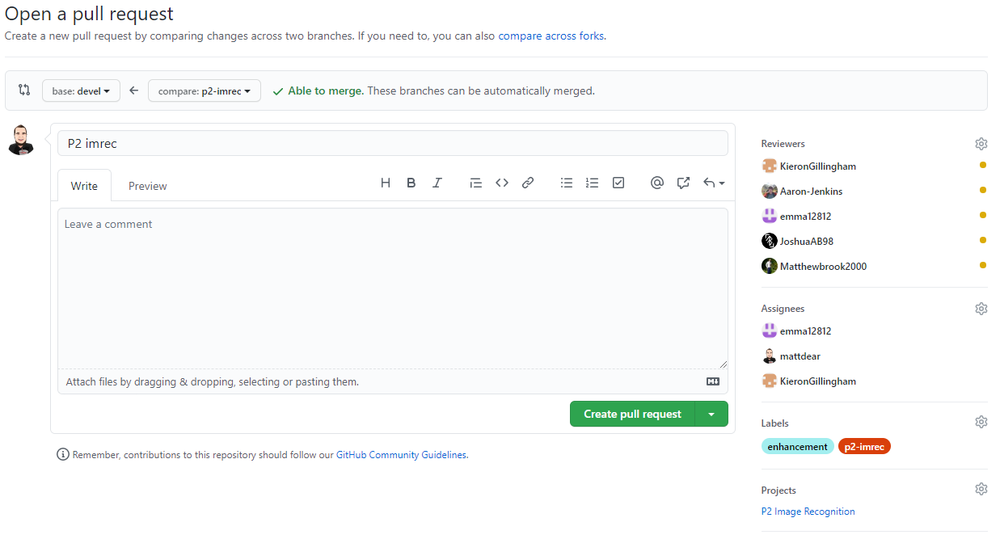 Open a pull request
Create a new pull request by comparing changes across two branches. If you need to, you can also compare across forks.
base: devel
compare: p2-imrec
Able to merge. These branches can be automatically merged.
P2 imrec
Write
Preview
Leave a comment
Attach files by dragging & dropping, selecting or pasting them.
Create pull request
Remember, contributions to this repository should follow our GitHub Community Guidelines.
Reviewers
KieronGillingham
Aaron-Jenkins
emma12812
JoshuaAB98
Matthewbrook2000
Assignees
emma12812
mattdear
KieronGillingham
Labels
enhancement p2-imrec
Projects
P2 Image Recognition